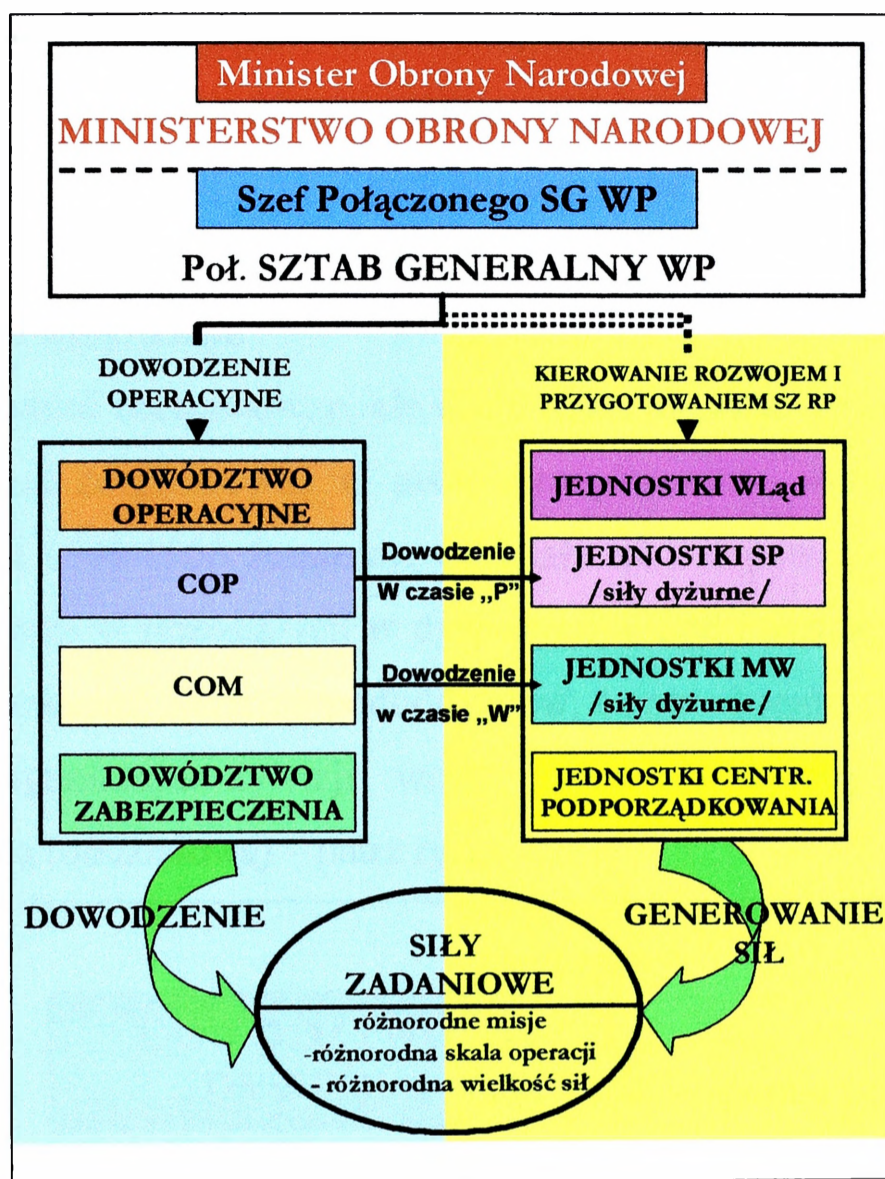 Minister Obrony Narodowej
MINISTERSTWO OBRONY NARODOWEJ
Szef Połączonego SG WP
Poł. SZTAB GENERALNY WP
DOWODZENIE
OPERACYJNE
KIEROWANIE ROZWOJEM I
PRZYGOTOWANIEM SZ RP
DOWÓDZTWO
OPERACYJNE
COP
COM
DOWÓDZTWO
ZABEZPIECZENIA
Dowodzenie
W czasie „P”
Dowodzenie
w czasie „W”
JEDNOSTKI WLąd
JEDNOSTKI SP
/siły dyżurne/
JEDNOSTKI MW
/siły dyżurne/
JEDNOSTKI CENTR.
PODPORZĄDKOWANIA
DOWODZENIE
GENEROWANIE
SIŁ
SIŁY
ZADANIOWE
różnorodne misje
-różnorodna skala operacji
- różnorodna wielkość sił